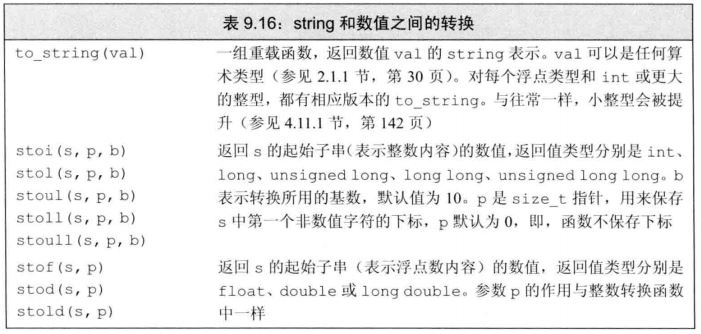 表 9.16：string 和数值之间的转换
to_string(val) 一组重载函数，返回数值 val 的 string 表示。val 可以是任何算
术类型（参见 2.1.1 节，第 30 页）。对每个浮点类型和 int 或更大
的整型，都有相应版本的 to_string。与往常一样，小整型会被提
升（参见 4.11.1 节，第 142 页）
stoi(s, p, b) 返回 s 的起始子串（表示整数内容）的数值，返回值类型分别是 int、
stol(s, p, b) long、unsigned long、long long、unsigned long long。b
stoul(s, p, b) 表示转换所用的基数，默认值为 10。p 是 size_t 指针，用来保存
stoll(s, p, b) s 中第一个非数值字符的下标，p 默认为 0，即，函数不保存下标
stoull(s, p, b)
stof(s, p) 返回 s 的起始子串（表示浮点数内容）的数值，返回值类型分别是
stod(s, p) float、double 或 long double。参数 p 的作用与整数转换函数
stold(s, p) 中一样